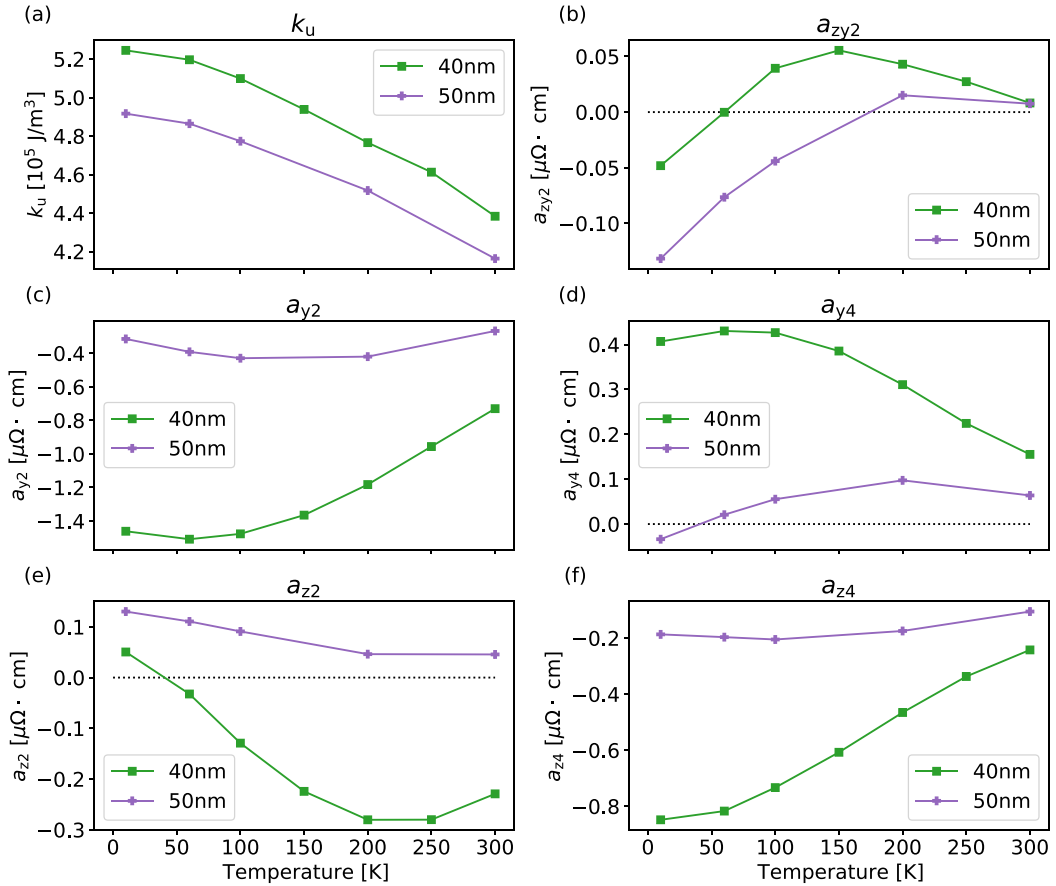 (a)
k_u
k_u [10^5 J/m^3]
5.2
5.0
4.8
4.6
4.4
4.2
40nm
50nm
(b)
a_zy2
a_zy2 [μΩ· cm]
0.05
0.00
−0.05
−0.10
40nm
50nm
(c)
a_y2
a_y2 [μΩ· cm]
−0.4
−0.6
−0.8
−1.0
−1.2
−1.4
40nm
50nm
(d)
a_y4
a_y4 [μΩ· cm]
0.4
0.3
0.2
0.1
0.0
40nm
50nm
(e)
a_z2
a_z2 [μΩ· cm]
0.1
0.0
−0.1
−0.2
−0.3
40nm
50nm
0 50 100 150 200 250 300
Temperature [K]
(f)
a_z4
a_z4 [μΩ· cm]
−0.2
−0.4
−0.6
−0.8
40nm
50nm
0 50 100 150 200 250 300
Temperature [K]